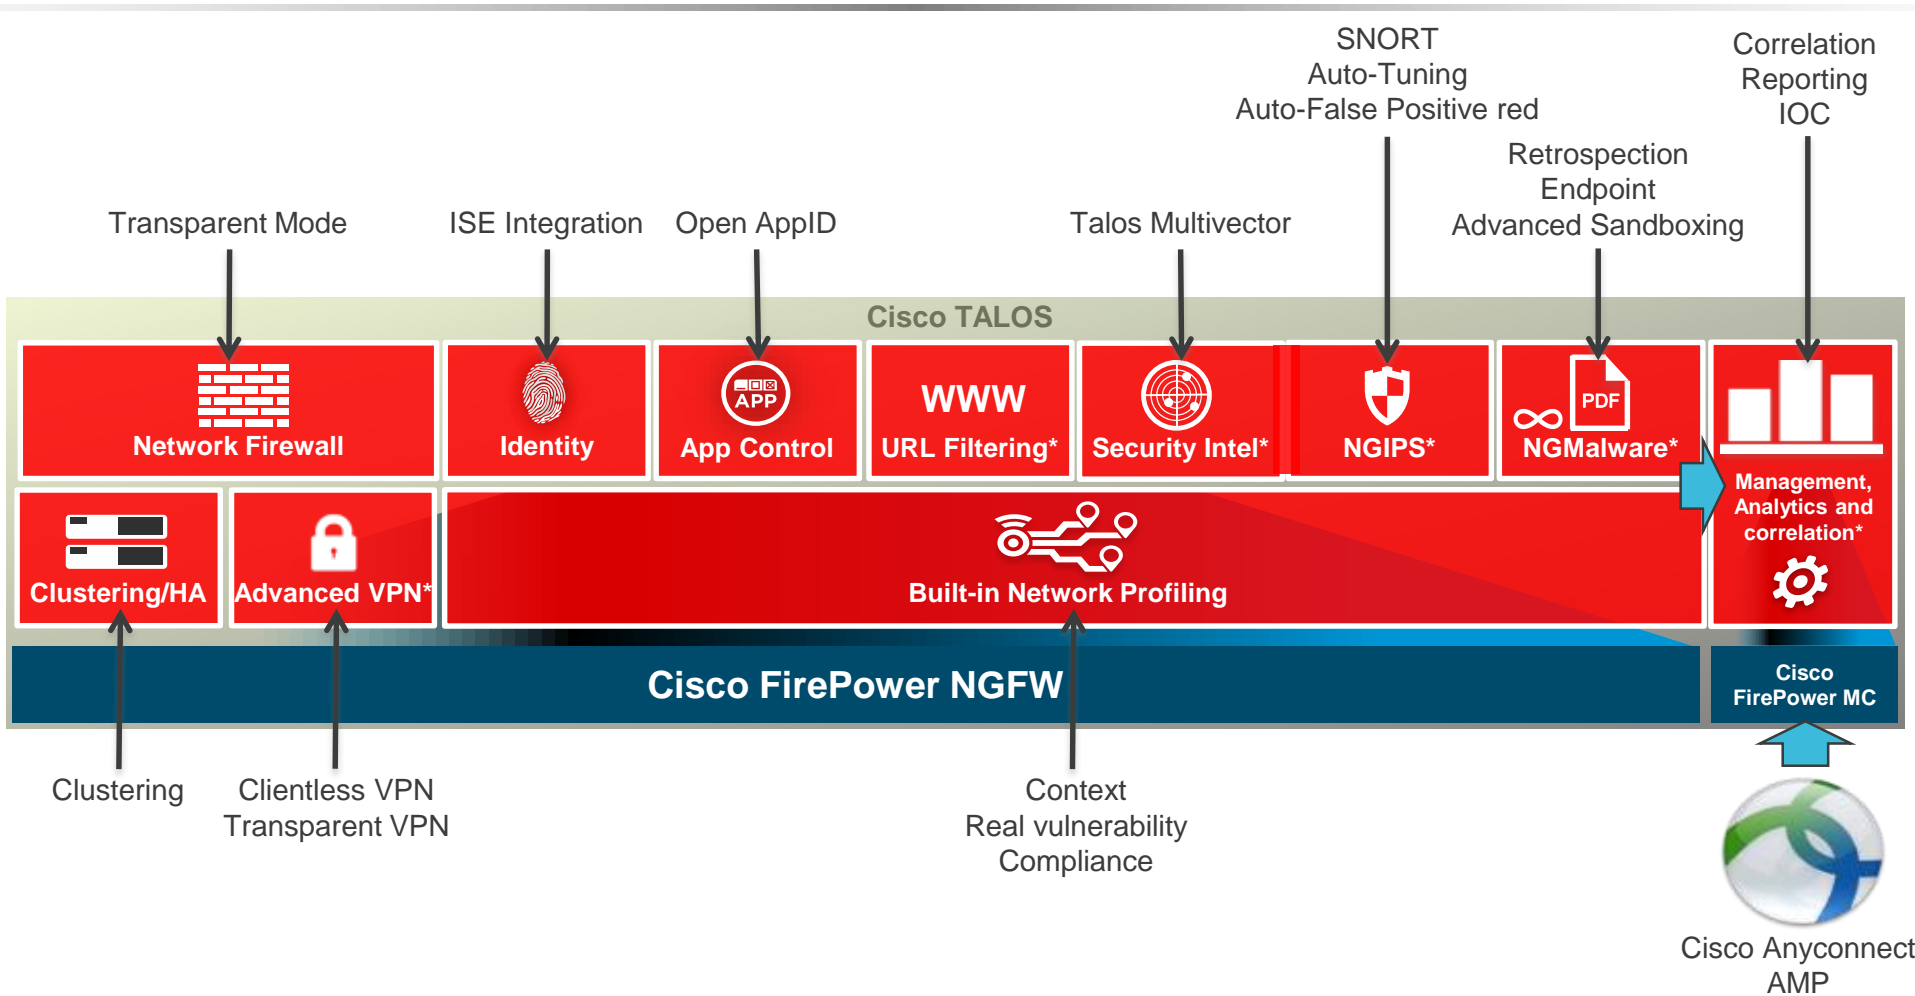 SNORT
Auto-Tuning
Auto-False Positive red
Correlation
Reporting
IOC
Retrospection
Endpoint
Advanced Sandboxing
Transparent Mode
ISE Integration
Open AppID
Talos Multivector
Cisco TALOS
Network Firewall
Identity
APP
App Control
WWW
URL Filtering*
Security Intel*
NGIPS*
PDF
NGMalware*
Management,
Analytics and
correlation*
Clustering/HA
Advanced VPN*
Built-in Network Profiling
Cisco FirePower NGFW
Cisco
FirePower MC
Clustering
Clientless VPN
Transparent VPN
Context
Real vulnerability
Compliance
Cisco Anyconnect
AMP